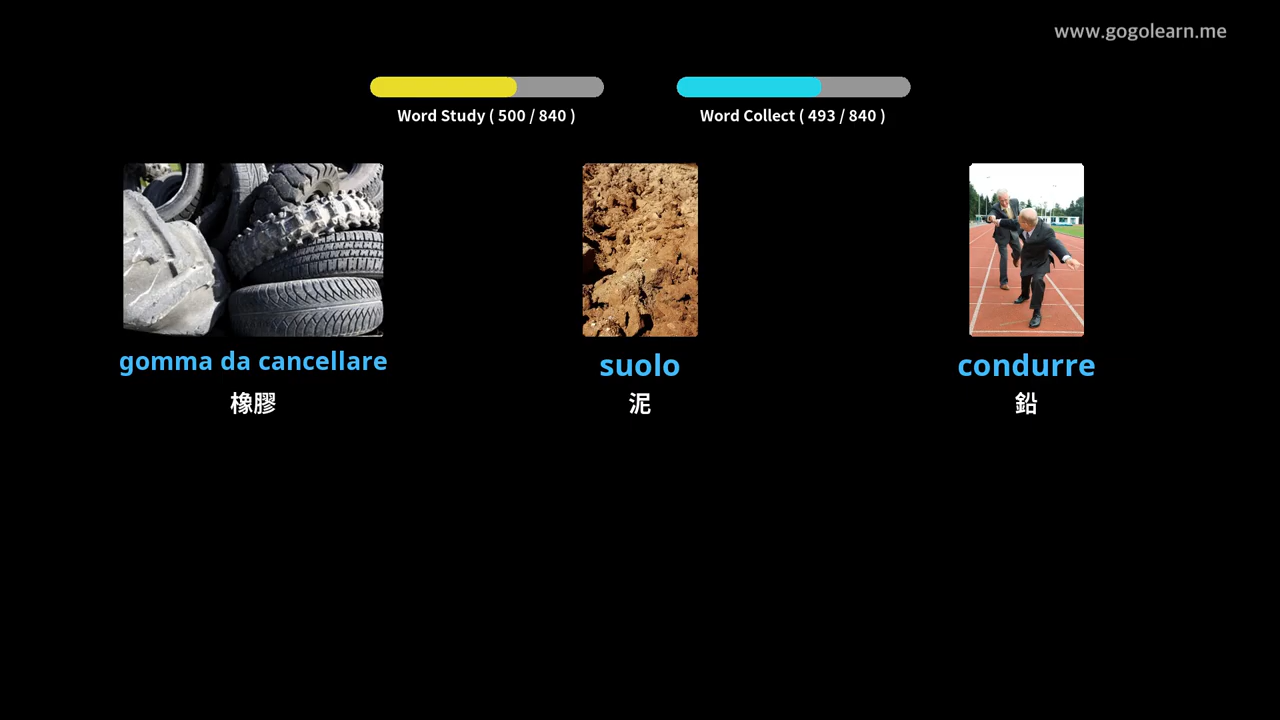 www.gogolearn.me
Word Study ( 500 / 840 )
Word Collect ( 493 / 840 )
gomma da cancellare
橡膠
suolo
泥
condurre
鉛